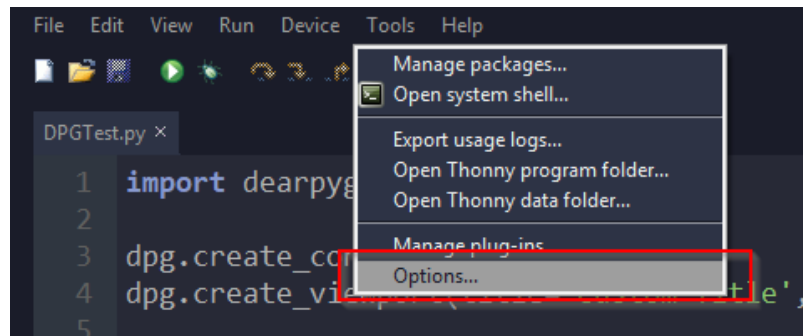 File Edit View Run Device Tools Help
Manage packages...
Open system shell...
DPGTest.py ×
Export usage logs...
Open Thonny program folder...
Open Thonny data folder...
Manage plug-ins
Options...
1 import dearpyg
2
3 dpg.create_con
4 dpg.create_vi
5